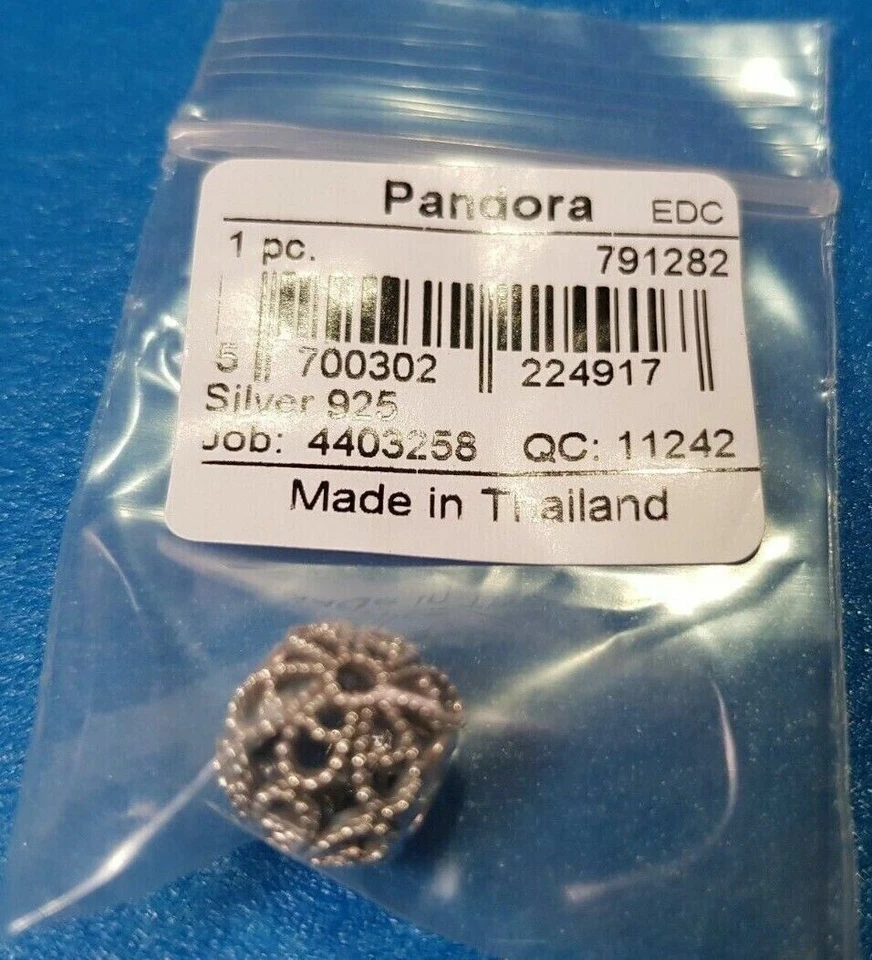 Pandora EDC
1 pc. 791282
5 700302 224917
Silver 925
Job: 4403258 QC: 11242
Made in Thailand